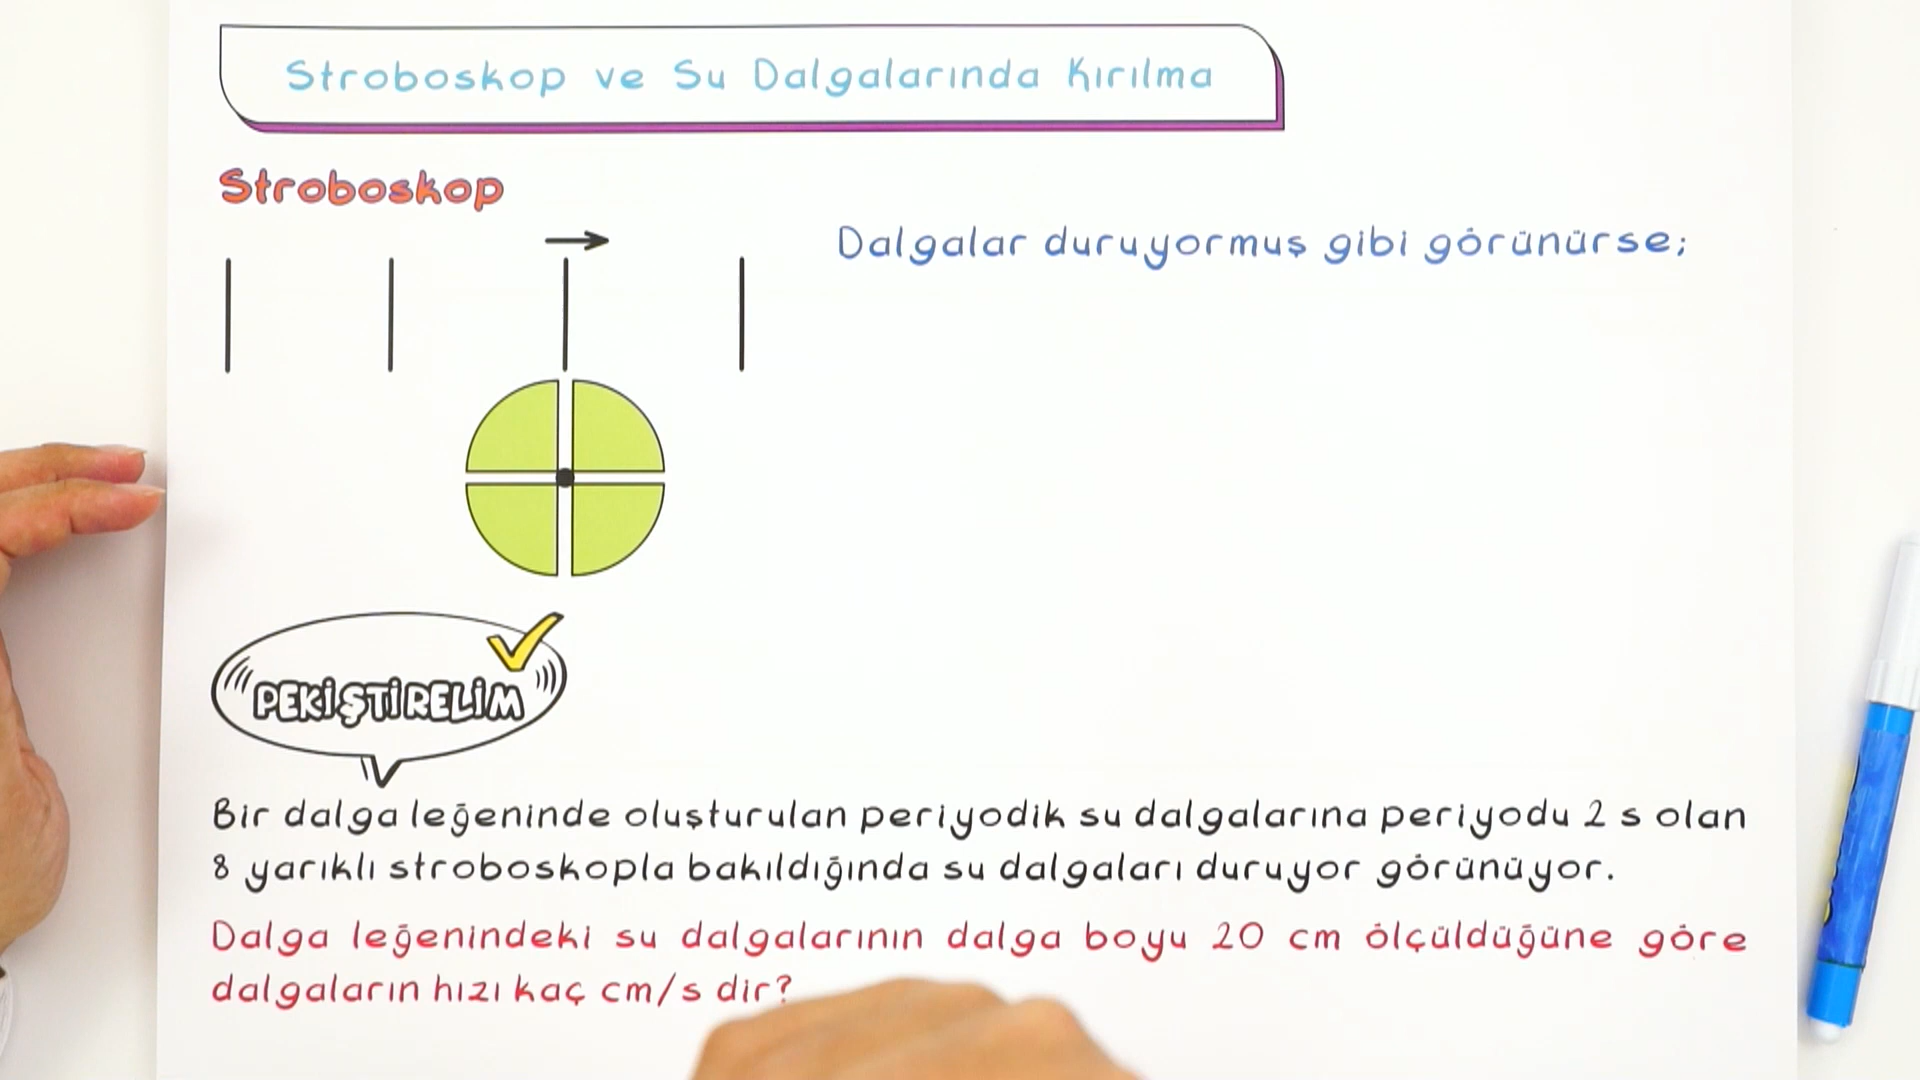 Stroboskop ve Su Dalgalarında Kırılma
Stroboskop
Dalgalar duruyormuş gibi görünürse;
PEKİŞTİRELİM
Bir dalga leğeninde oluşturulan periyodik su dalgalarına periyodu 2 s olan
8 yarıklı stroboskopla bakıldığında su dalgaları duruyor görünüyor.
Dalga leğenindeki su dalgalarının dalga boyu 20 cm ölçüldüğüne göre
dalgaların hızı kaç cm/s dir?